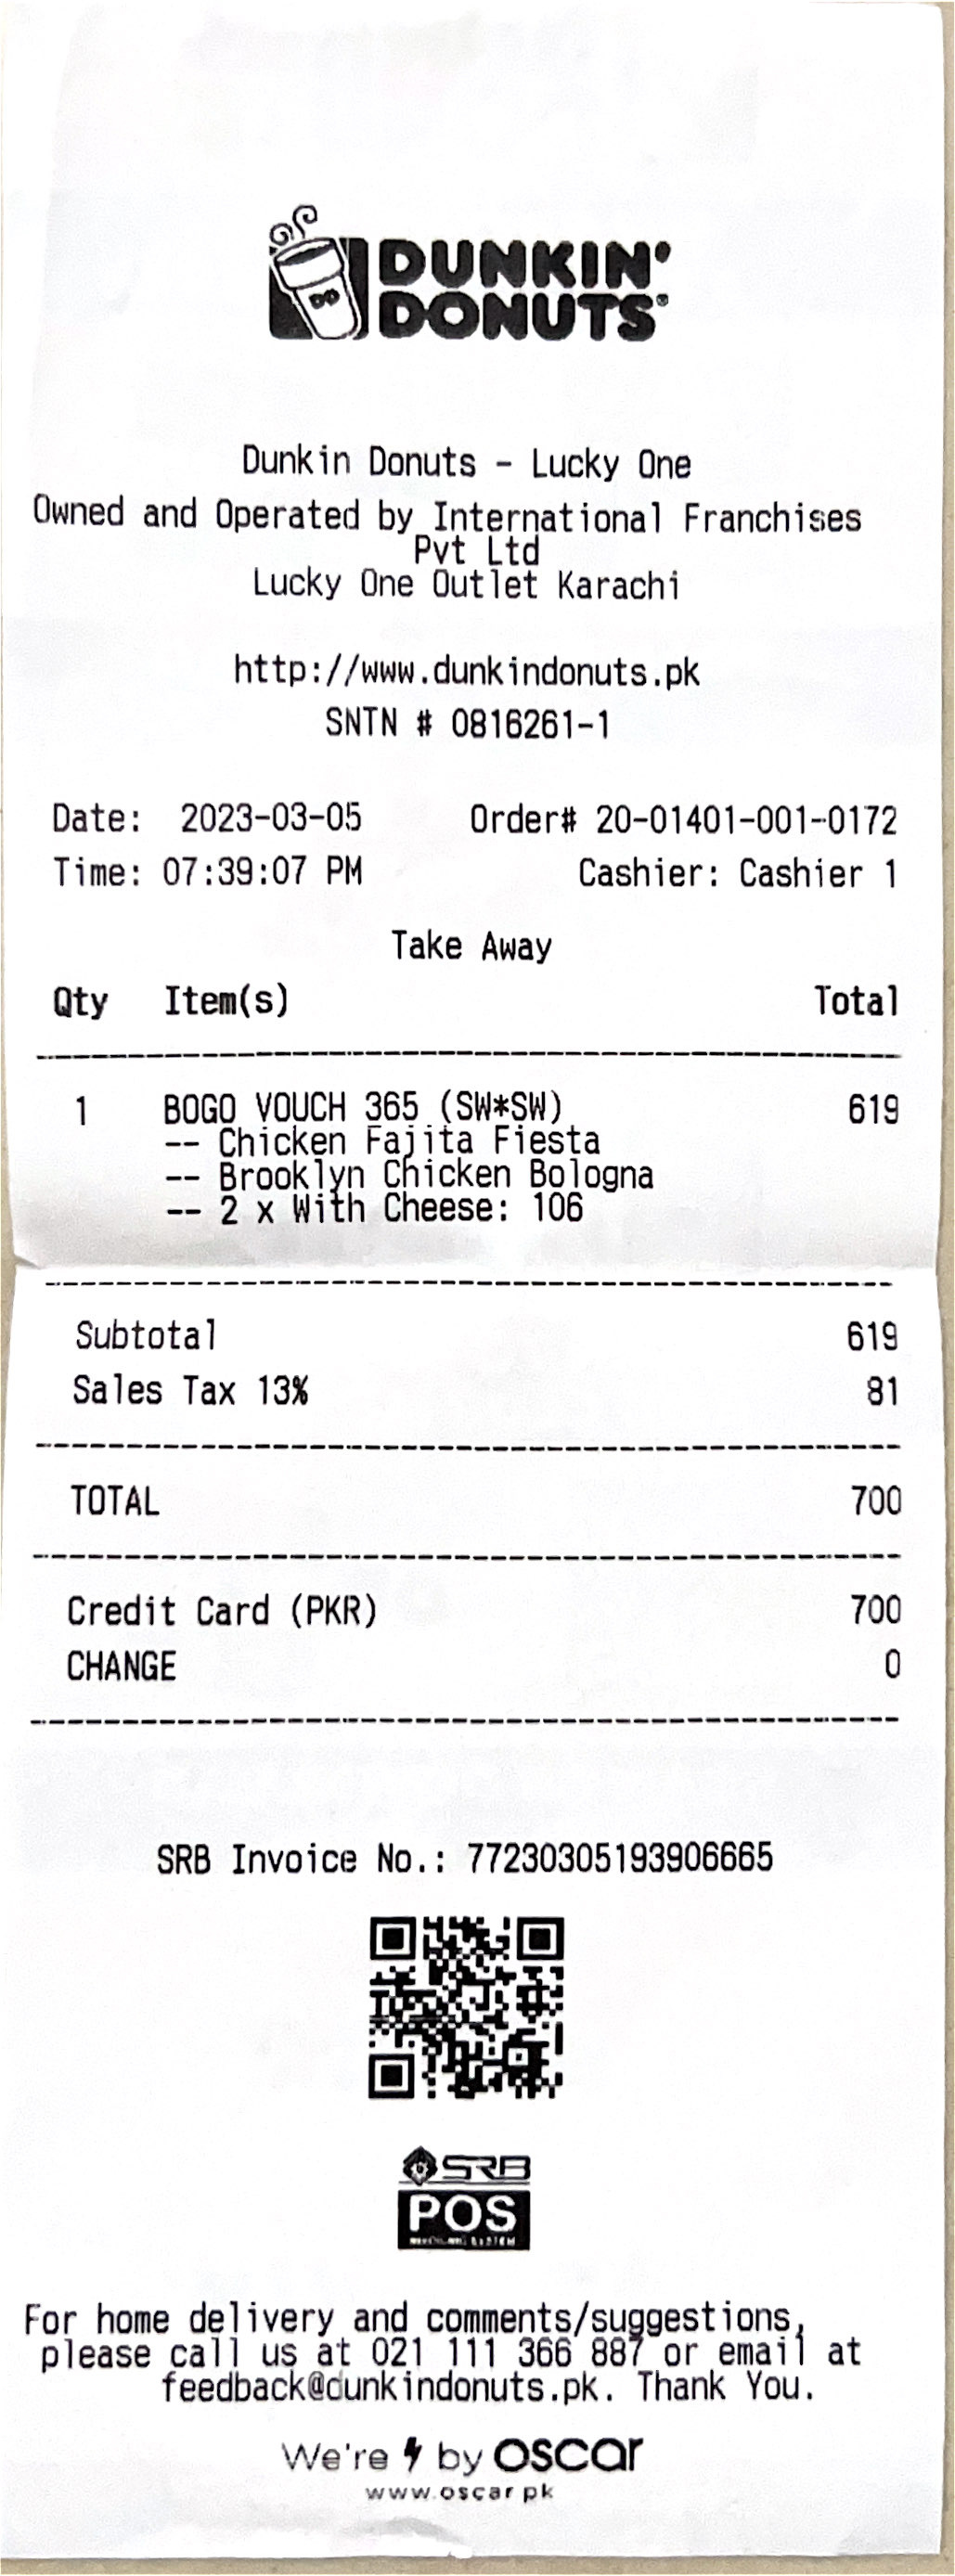 DUNKIN'
DONUTS®
DD
Dunkin Donuts - Lucky One
Owned and Operated by International Franchises
Pvt Ltd
Lucky One Outlet Karachi
http://www.dunkindonuts.pk
SNTN # 0816261-1
Date: 2023-03-05 Order# 20-01401-001-0172
Time: 07:39:07 PM Cashier: Cashier 1
Take Away
Qty Item(s) Total
1 BOGO VOUCH 365 (SW*SW) 619
-- Chicken Fajita Fiesta
-- Brooklyn Chicken Bologna
-- 2 x With Cheese: 106
Subtotal 619
Sales Tax 13% 81
TOTAL 700
Credit Card (PKR) 700
CHANGE 0
SRB Invoice No.: 77230305193906665
SRB
POS
For home delivery and comments/suggestions,
please call us at 021 111 366 887 or email at
feedback@dunkindonuts.pk. Thank You.
We're by oscar
www.oscar.pk